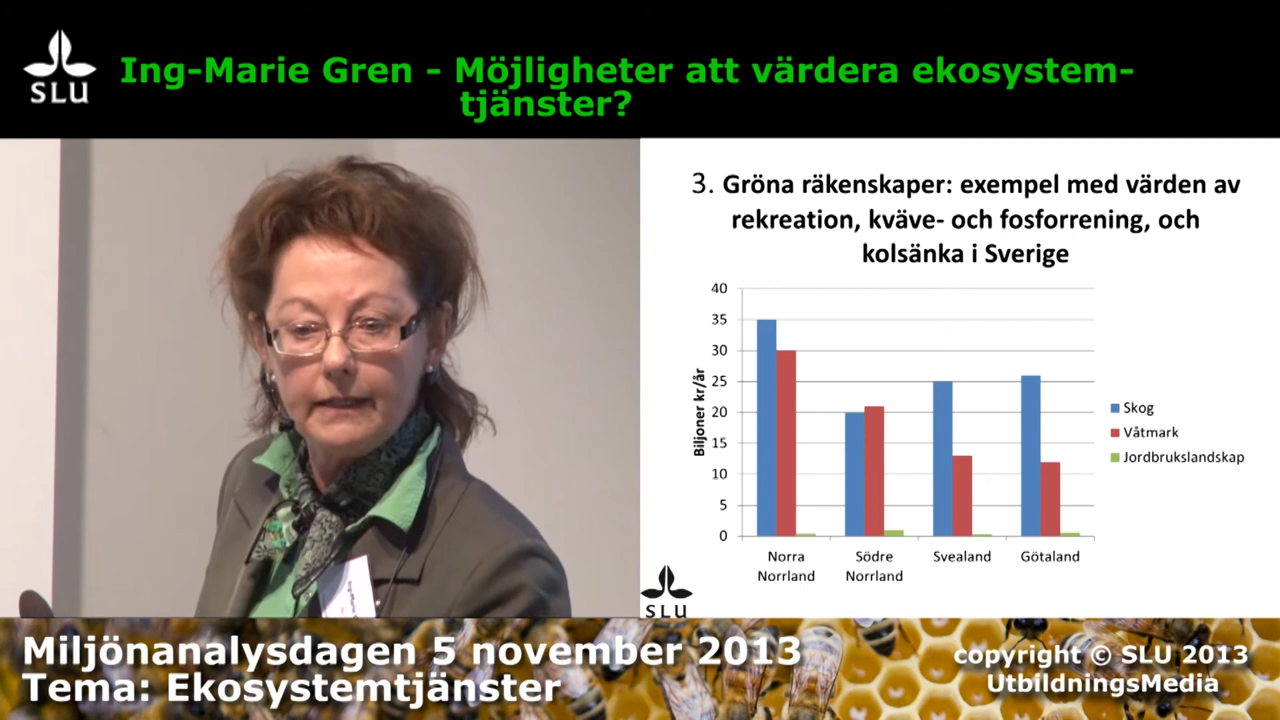 SLU
Ing-Marie Gren - Möjligheter att värdera ekosystem-
tjänster?
3. Gröna räkenskaper: exempel med värden av
rekreation, kväve- och fosforrening, och
kolsänka i Sverige
Biljoner kr/år
40
35
30
25
20
15
10
5
0
Norra
Norrland
Södre
Norrland
Svealand
Götaland
Skog
Våtmark
Jordbrukslandskap
SLU
Miljönanalysdagen 5 november 2013
Tema: Ekosystemtjänster
copyright © SLU 2013
UtbildningsMedia